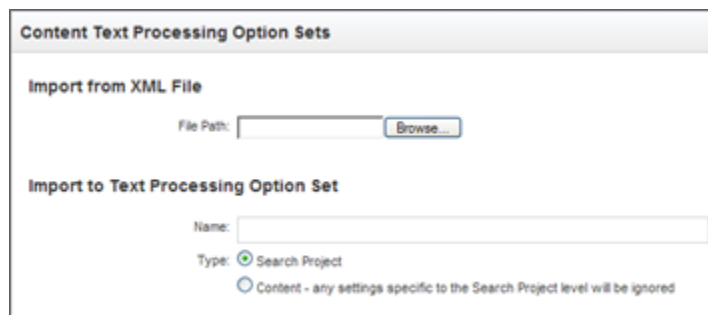 Content Text Processing Option Sets
Import from XML File
File Path: Browse...
Import to Text Processing Option Set
Name:
Type: Search Project
Content - any settings specific to the Search Project level will be ignored